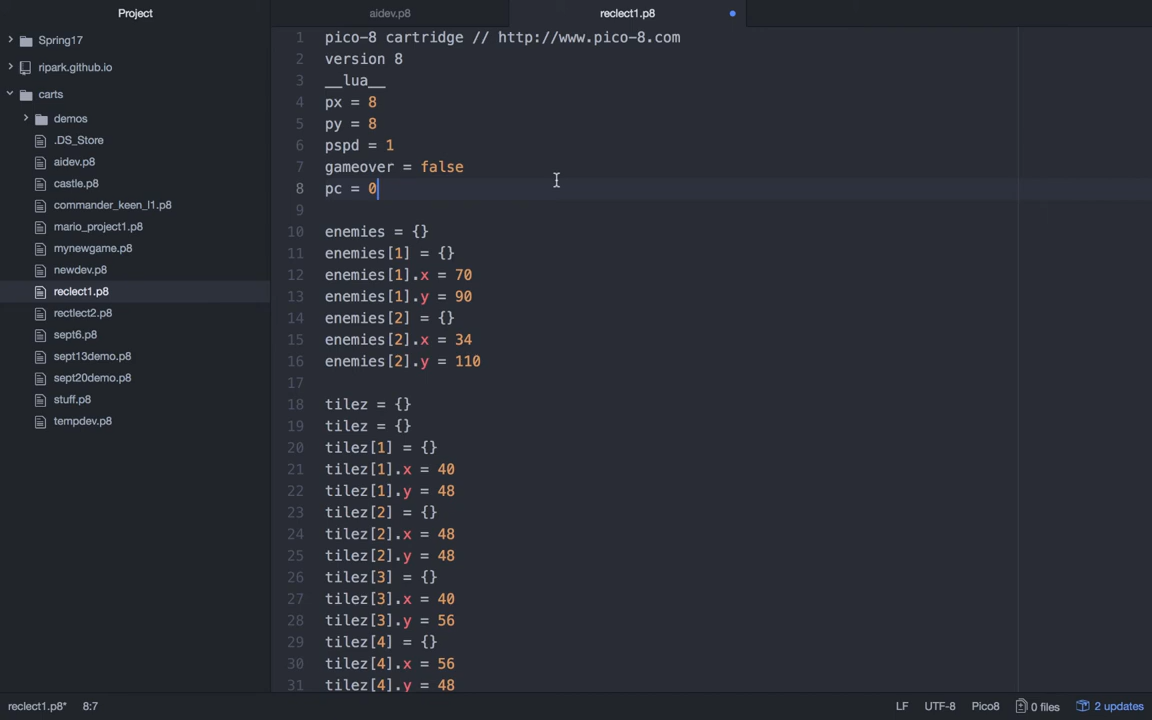 Project
aidev.p8
reclect1.p8
Spring17
ripark.github.io
carts
demos
.DS_Store
aidev.p8
castle.p8
commander_keen_l1.p8
mario_project1.p8
mynewgame.p8
newdev.p8
reclect1.p8
rectlect2.p8
sept6.p8
sept13demo.p8
sept20demo.p8
stuff.p8
tempdev.p8
1 pico-8 cartridge // http://www.pico-8.com
2 version 8
3 __lua__
4 px = 8
5 py = 8
6 pspd = 1
7 gameover = false
8 pc = 0
9
10 enemies = {}
11 enemies[1] = {}
12 enemies[1].x = 70
13 enemies[1].y = 90
14 enemies[2] = {}
15 enemies[2].x = 34
16 enemies[2].y = 110
17
18 tilez = {}
19 tilez = {}
20 tilez[1] = {}
21 tilez[1].x = 40
22 tilez[1].y = 48
23 tilez[2] = {}
24 tilez[2].x = 48
25 tilez[2].y = 48
26 tilez[3] = {}
27 tilez[3].x = 40
28 tilez[3].y = 56
29 tilez[4] = {}
30 tilez[4].x = 56
31 tilez[4].y = 48
reclect1.p8* 8:7 LF UTF-8 Pico8 0 files 2 updates